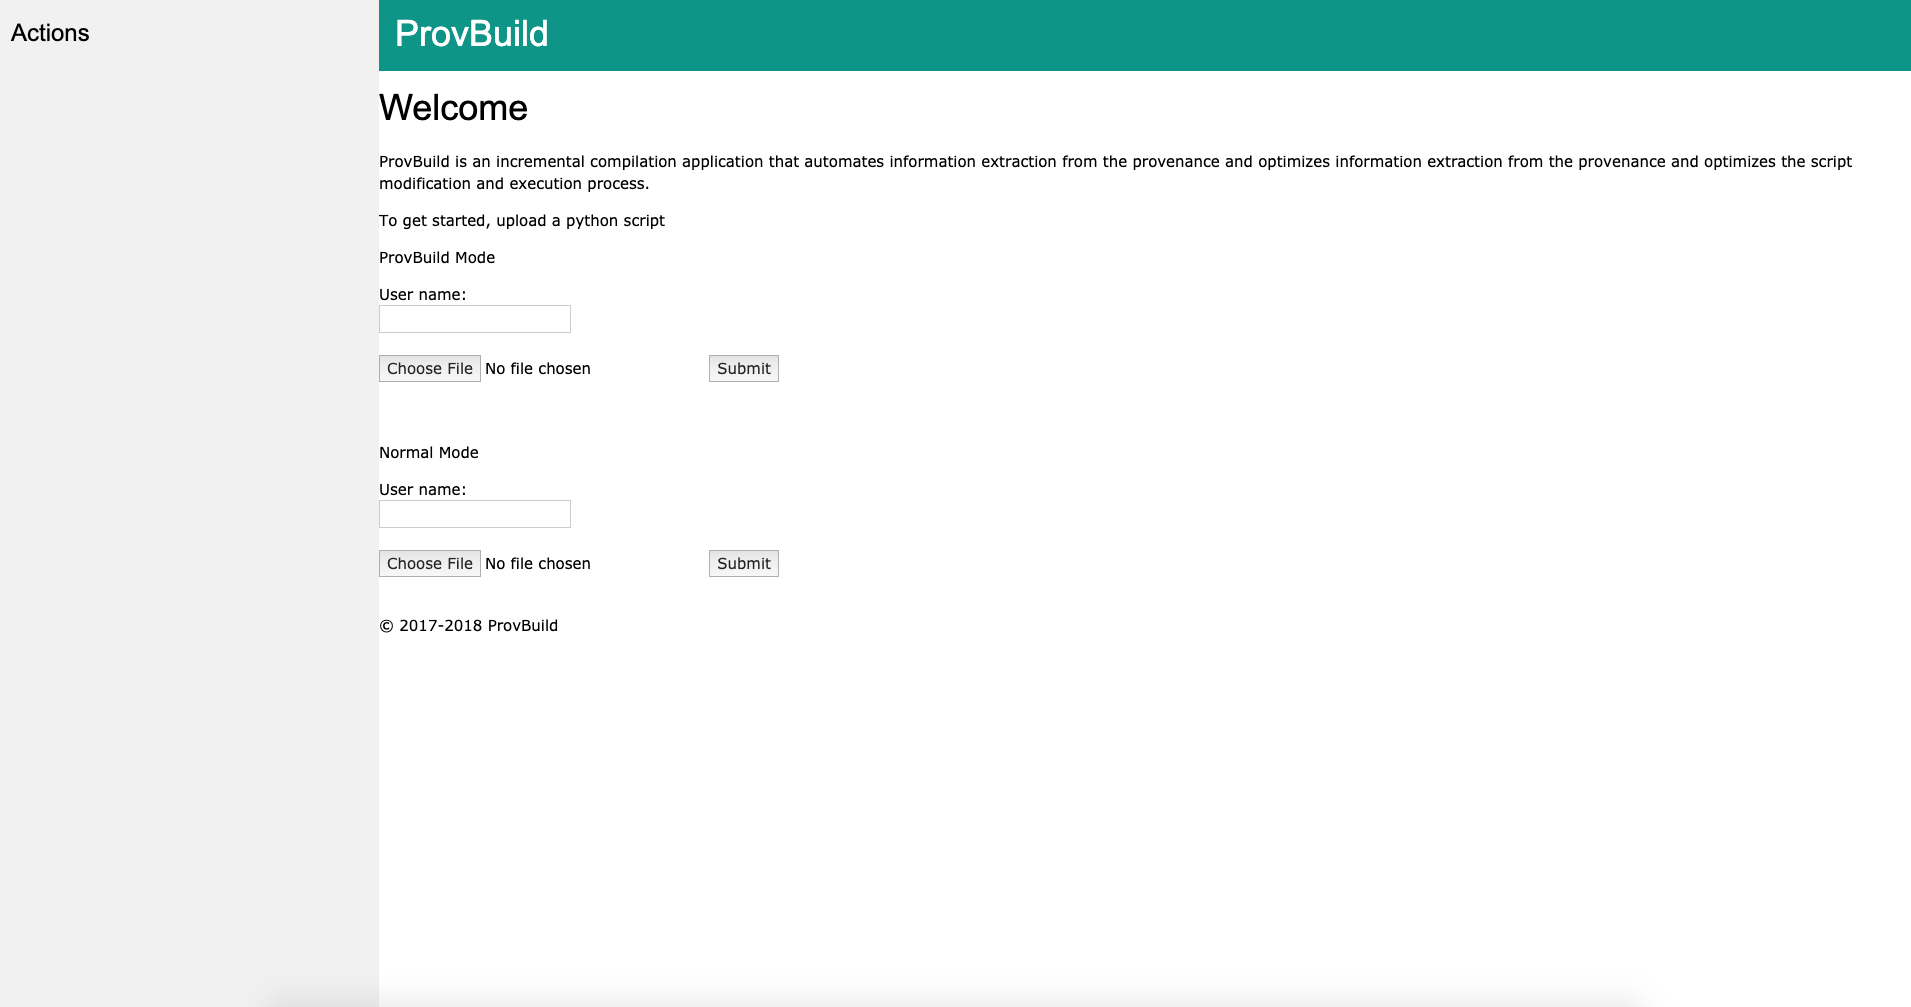 Actions
ProvBuild
Welcome
ProvBuild is an incremental compilation application that automates information extraction from the provenance and optimizes information extraction from the provenance and optimizes the script
modification and execution process.
To get started, upload a python script
ProvBuild Mode
User name:
Choose File No file chosen Submit
Normal Mode
User name:
Choose File No file chosen Submit
© 2017-2018 ProvBuild